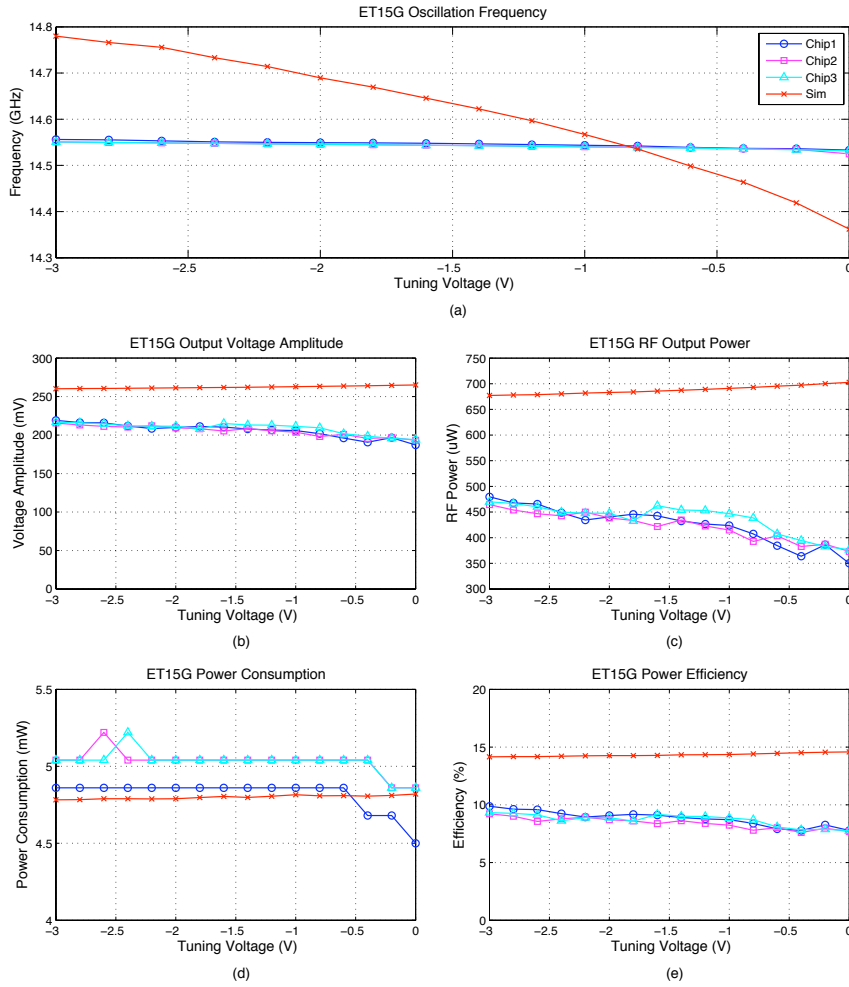 ET15G Oscillation Frequency
Frequency (GHz)
14.8
14.7
14.6
14.5
14.4
14.3
Chip1
Chip2
Chip3
Sim
−3 −2.5 −2 −1.5 −1 −0.5 0
Tuning Voltage (V)
(a)
ET15G Output Voltage Amplitude
Voltage Amplitude (mV)
300
250
200
150
100
50
0
−3 −2.5 −2 −1.5 −1 −0.5 0
Tuning Voltage (V)
(b)
ET15G RF Output Power
RF Power (uW)
750
700
650
600
550
500
450
400
350
300
−3 −2.5 −2 −1.5 −1 −0.5 0
Tuning Voltage (V)
(c)
ET15G Power Consumption
Power Consumption (mW)
5.5
5
4.5
4
−3 −2.5 −2 −1.5 −1 −0.5 0
Tuning Voltage (V)
(d)
ET15G Power Efficiency
Efficiency (%)
20
15
10
5
0
−3 −2.5 −2 −1.5 −1 −0.5 0
Tuning Voltage (V)
(e)